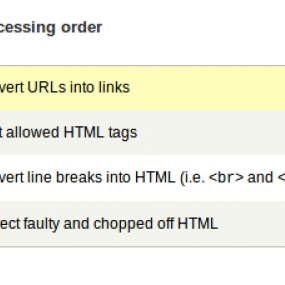 cessing order
vert URLs into links
t allowed HTML tags
vert line breaks into HTML (i.e. <br> and <
ect faulty and chopped off HTML